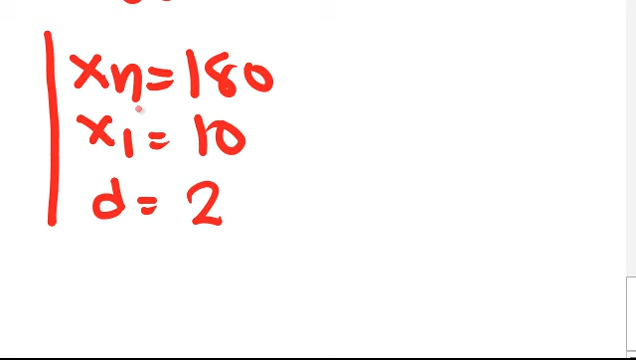 xn = 180
x1 = 10
d = 2